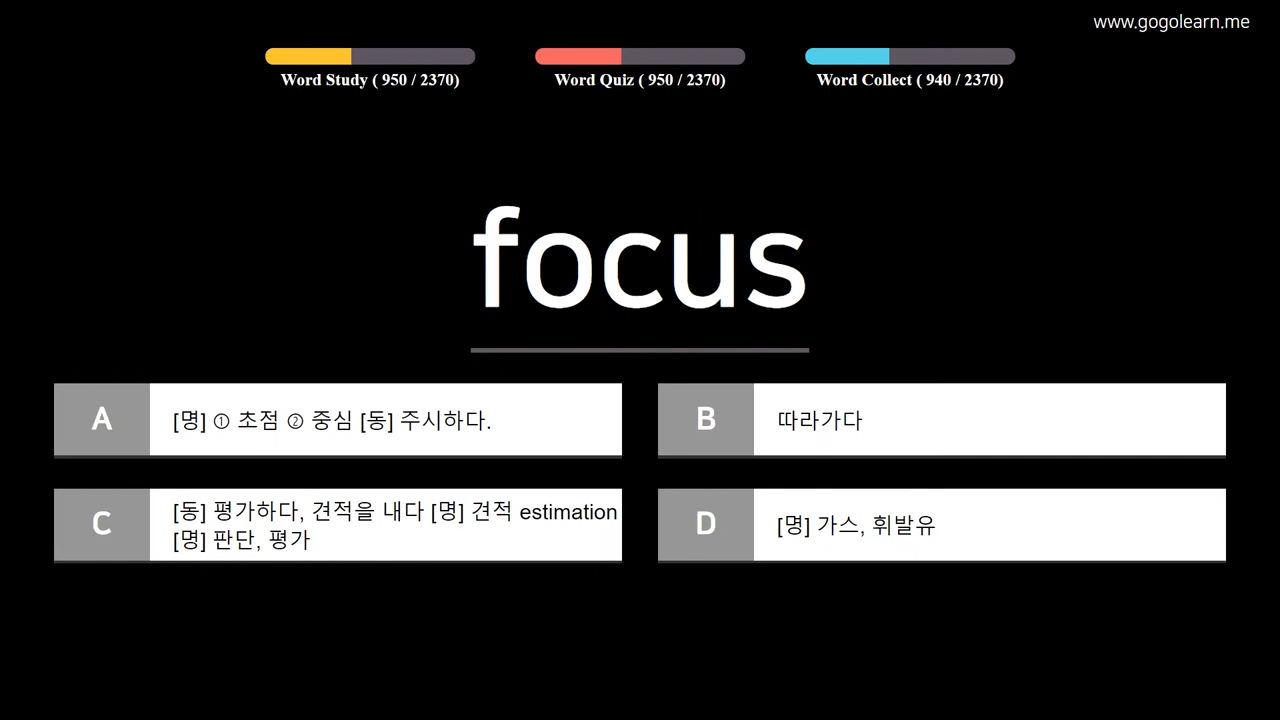 www.gogolearn.me
Word Study ( 950 / 2370)
Word Quiz ( 950 / 2370)
Word Collect ( 940 / 2370)
focus
A
[명] ① 초점 ② 중심 [동] 주시하다.
B
따라가다
C
[동] 평가하다, 견적을 내다 [명] 견적 estimation
[명] 판단, 평가
D
[명] 가스, 휘발유